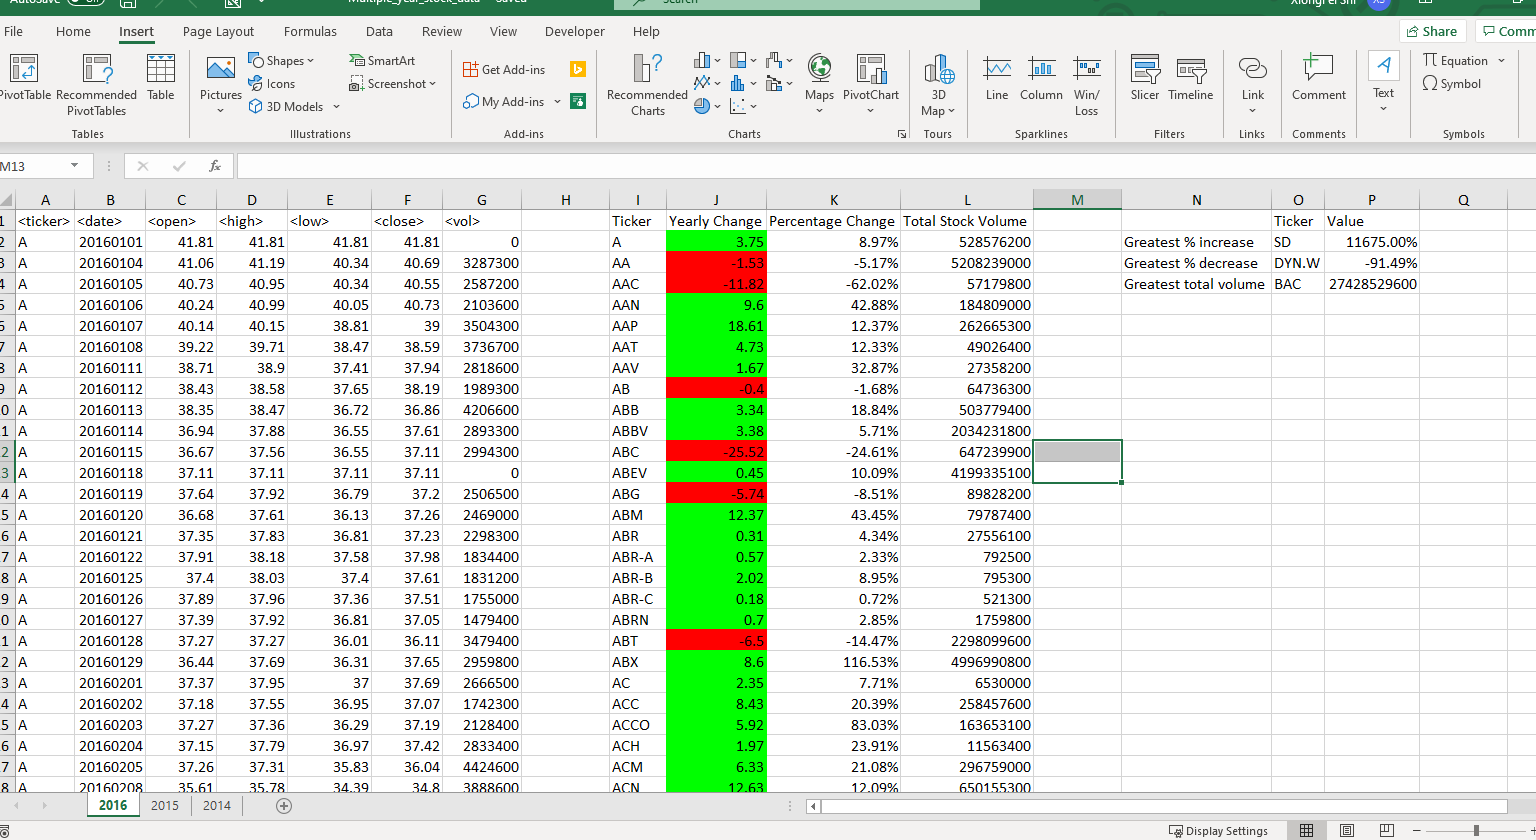 AutoSave Off Multiple_year_stock_data - Saved Search XS
File Home Insert Page Layout Formulas Data Review View Developer Help Share Comm
PivotTable Recommended PivotTables Table Pictures Shapes Icons 3D Models SmartArt Screenshot Get Add-ins My Add-ins Recommended Charts Maps PivotChart 3D Map Line Column Win/Loss Slicer Timeline Link Comment Text Equation Symbol
Tables Illustrations Add-ins Charts Tours Sparklines Filters Links Comments Symbols
M13 fx
A B C D E F G H I J K L M N O P Q
1 <ticker> <date> <open> <high> <low> <close> <vol> Ticker Yearly Change Percentage Change Total Stock Volume Ticker Value
2 A 20160101 41.81 41.81 41.81 41.81 0 A 3.75 8.97% 528576200 Greatest % increase SD 11675.00%
3 A 20160104 41.06 41.19 40.34 40.69 3287300 AA -1.53 -5.17% 5208239000 Greatest % decrease DYN.W -91.49%
4 A 20160105 40.73 40.95 40.34 40.55 2587200 AAC -11.82 -62.02% 57179800 Greatest total volume BAC 27428529600
5 A 20160106 40.24 40.99 40.05 40.73 2103600 AAN 9.6 42.88% 184809000
6 A 20160107 40.14 40.15 38.81 39 3504300 AAP 18.61 12.37% 262665300
7 A 20160108 39.22 39.71 38.47 38.59 3736700 AAT 4.73 12.33% 49026400
8 A 20160111 38.71 38.9 37.41 37.94 2818600 AAV 1.67 32.87% 27358200
9 A 20160112 38.43 38.58 37.65 38.19 1989300 AB -0.4 -1.68% 64736300
0 A 20160113 38.35 38.47 36.72 36.86 4206600 ABB 3.34 18.84% 503779400
1 A 20160114 36.94 37.88 36.55 37.61 2893300 ABBV 3.38 5.71% 2034231800
2 A 20160115 36.67 37.56 36.55 37.11 2994300 ABC -25.52 -24.61% 647239900
3 A 20160118 37.11 37.11 37.11 37.11 0 ABEV 0.45 10.09% 4199335100
4 A 20160119 37.64 37.92 36.79 37.2 2506500 ABG -5.74 -8.51% 89828200
5 A 20160120 36.68 37.61 36.13 37.26 2469000 ABM 12.37 43.45% 79787400
6 A 20160121 37.35 37.83 36.81 37.23 2298300 ABR 0.31 4.34% 27556100
7 A 20160122 37.91 38.18 37.58 37.98 1834400 ABR-A 0.57 2.33% 792500
8 A 20160125 37.4 38.03 37.4 37.61 1831200 ABR-B 2.02 8.95% 795300
9 A 20160126 37.89 37.96 37.36 37.51 1755000 ABR-C 0.18 0.72% 521300
0 A 20160127 37.39 37.92 36.81 37.05 1479400 ABRN 0.7 2.85% 1759800
1 A 20160128 37.27 37.27 36.01 36.11 3479400 ABT -6.5 -14.47% 2298099600
2 A 20160129 36.44 37.69 36.31 37.65 2959800 ABX 8.6 116.53% 4996990800
3 A 20160201 37.37 37.95 37 37.69 2666500 AC 2.35 7.71% 6530000
4 A 20160202 37.18 37.55 36.95 37.07 1742300 ACC 8.43 20.39% 258457600
5 A 20160203 37.27 37.36 36.29 37.19 2128400 ACCO 5.92 83.03% 163653100
6 A 20160204 37.15 37.79 36.97 37.42 2833400 ACH 1.97 23.91% 11563400
7 A 20160205 37.26 37.31 35.83 36.04 4424600 ACM 6.33 21.08% 296759000
8 A 20160208 35.61 35.78 34.39 34.8 3888600 ACN 12.63 12.09% 650155300
2016 2015 2014
Display Settings